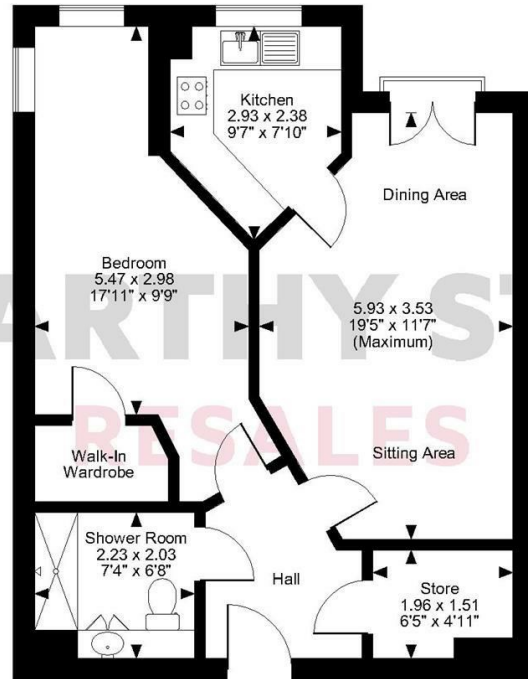 Kitchen
2.93 x 2.38
9'7" x 7'10"
Dining Area
Bedroom
5.47 x 2.98
17'11" x 9'9"
5.93 x 3.53
19'5" x 11'7"
(Maximum)
ARTHY ST
RESALES
Walk-In
Wardrobe
Sitting Area
Shower Room
2.23 x 2.03
7'4" x 6'8"
Hall
Store
1.96 x 1.51
6'5" x 4'11"